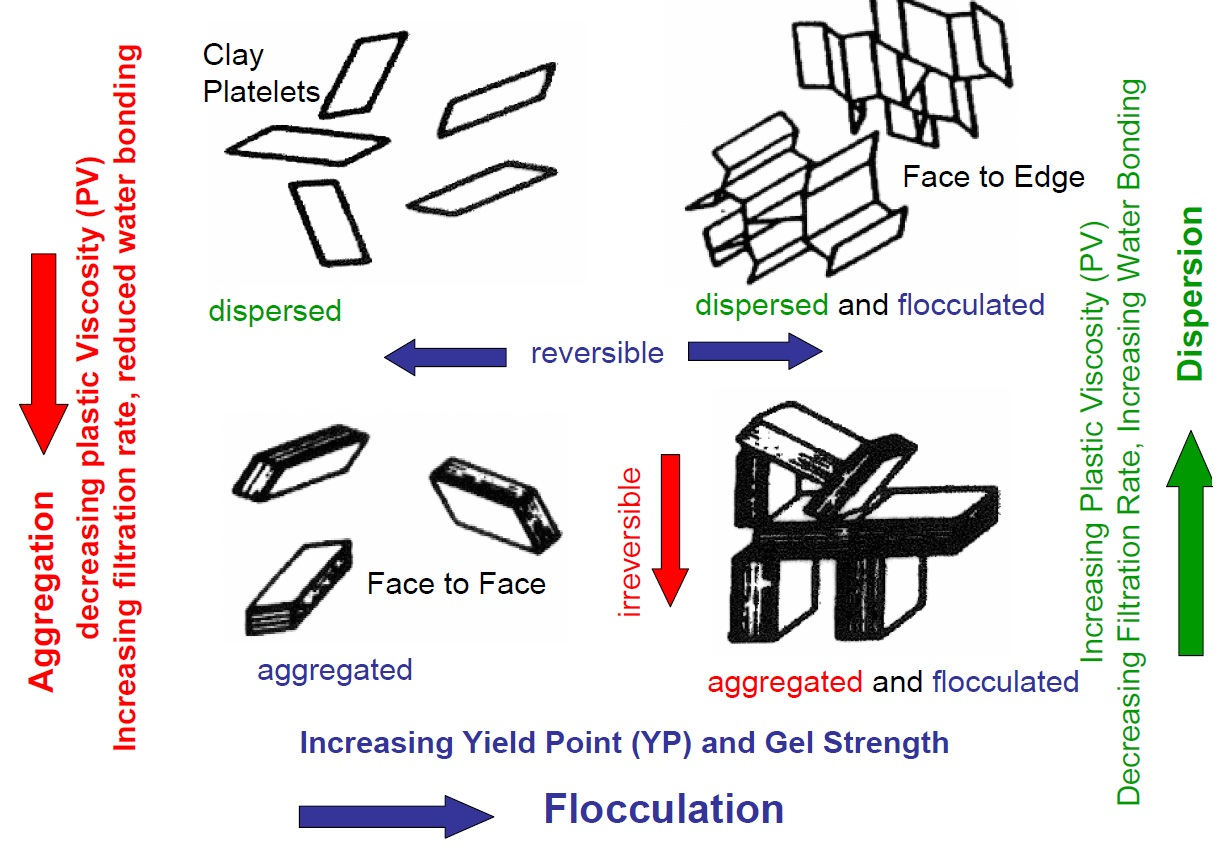 Clay
Platelets
Face to Edge
dispersed
dispersed and flocculated
reversible
Face to Face
irreversible
aggregated
aggregated and flocculated
Increasing Yield Point (YP) and Gel Strength
Flocculation
Aggregation
decreasing plastic Viscosity (PV)
Increasing filtration rate, reduced water bonding
Increasing Plastic Viscosity (PV)
Decreasing Filtration Rate, Increasing Water Bonding
Dispersion